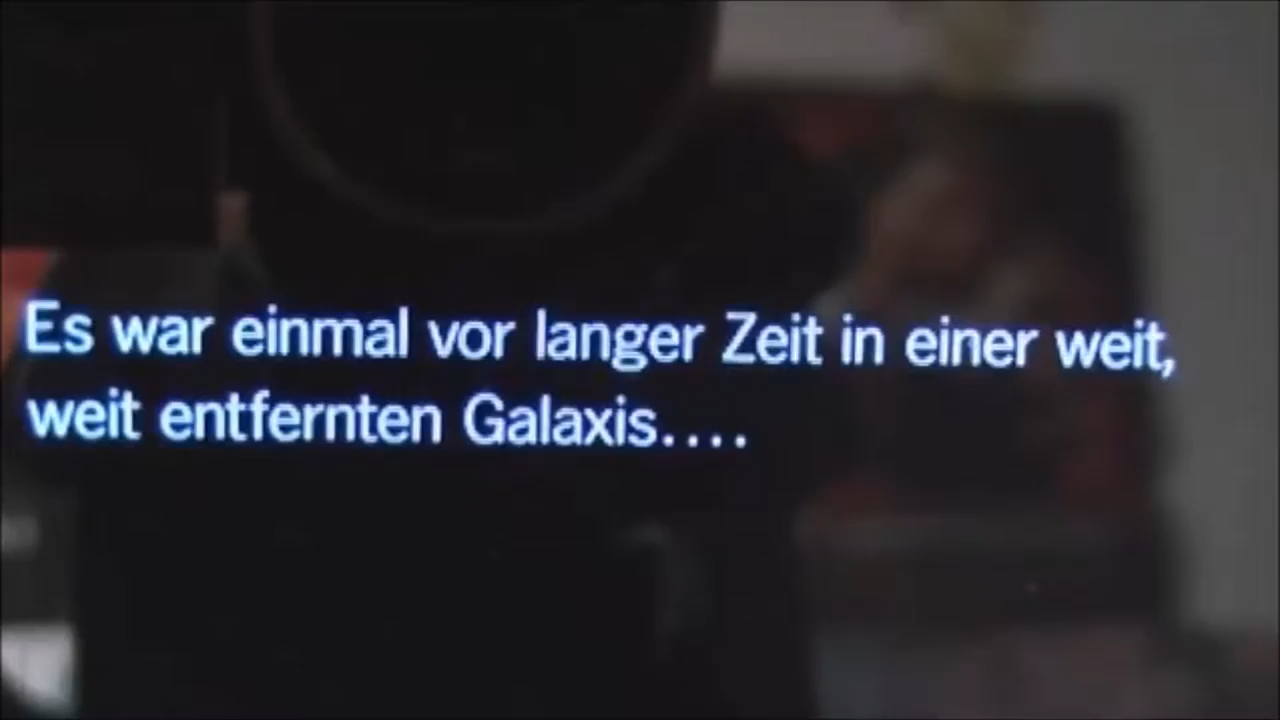 Es war einmal vor langer Zeit in einer weit,
weit entfernten Galaxis....